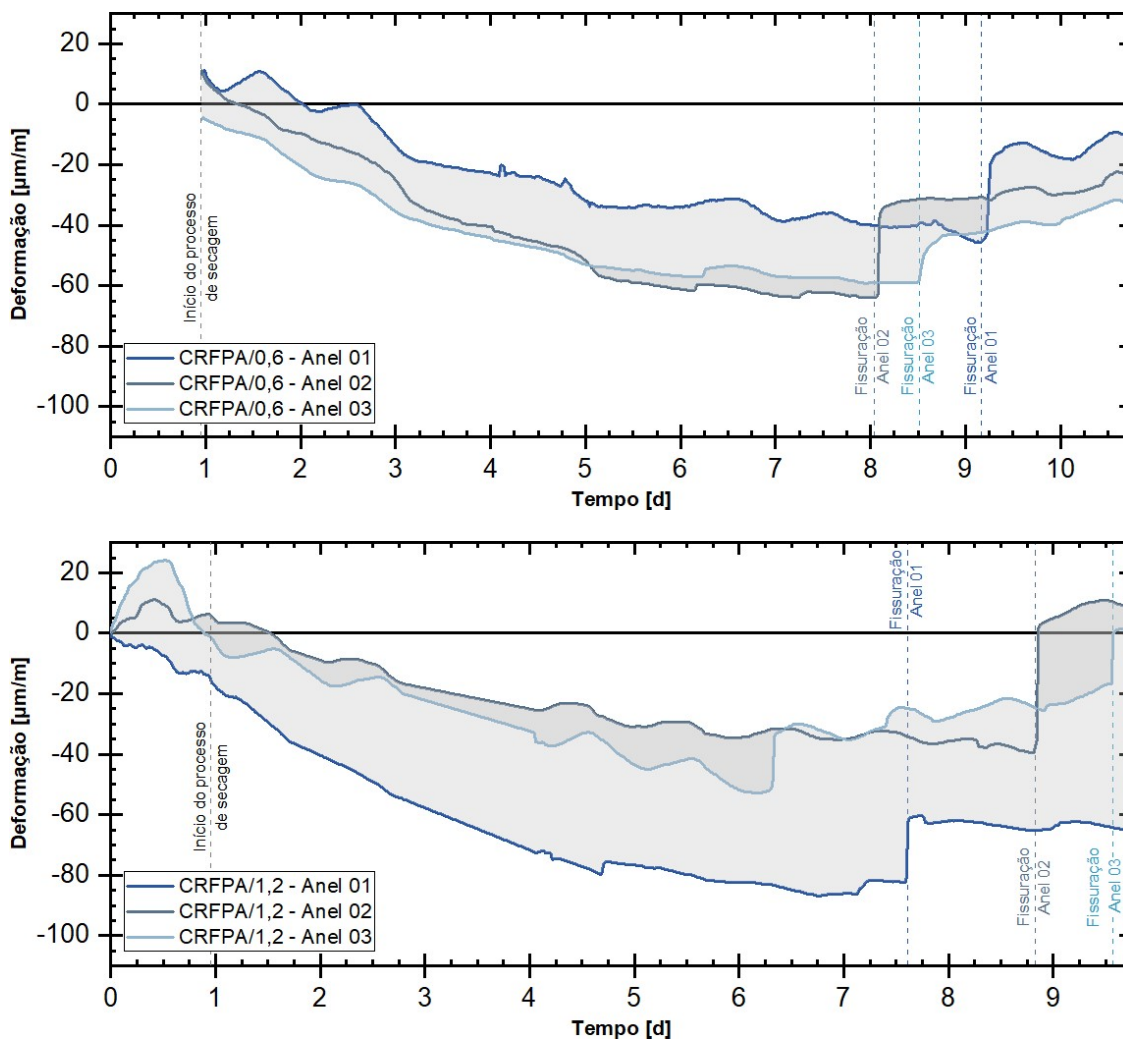 20
0
-20
-40
-60
-80
-100
Deformação [µm/m]
Início do processo
de secagem
Fissuração
Anel 02
Fissuração
Anel 03
Fissuração
Anel 01
CRFPA/0,6 - Anel 01
CRFPA/0,6 - Anel 02
CRFPA/0,6 - Anel 03
0 1 2 3 4 5 6 7 8 9 10
Tempo [d]
20
0
-20
-40
-60
-80
-100
Deformação [µm/m]
Início do processo
de secagem
Fissuração
Anel 01
Fissuração
Anel 02
Fissuração
Anel 03
CRFPA/1,2 - Anel 01
CRFPA/1,2 - Anel 02
CRFPA/1,2 - Anel 03
0 1 2 3 4 5 6 7 8 9
Tempo [d]